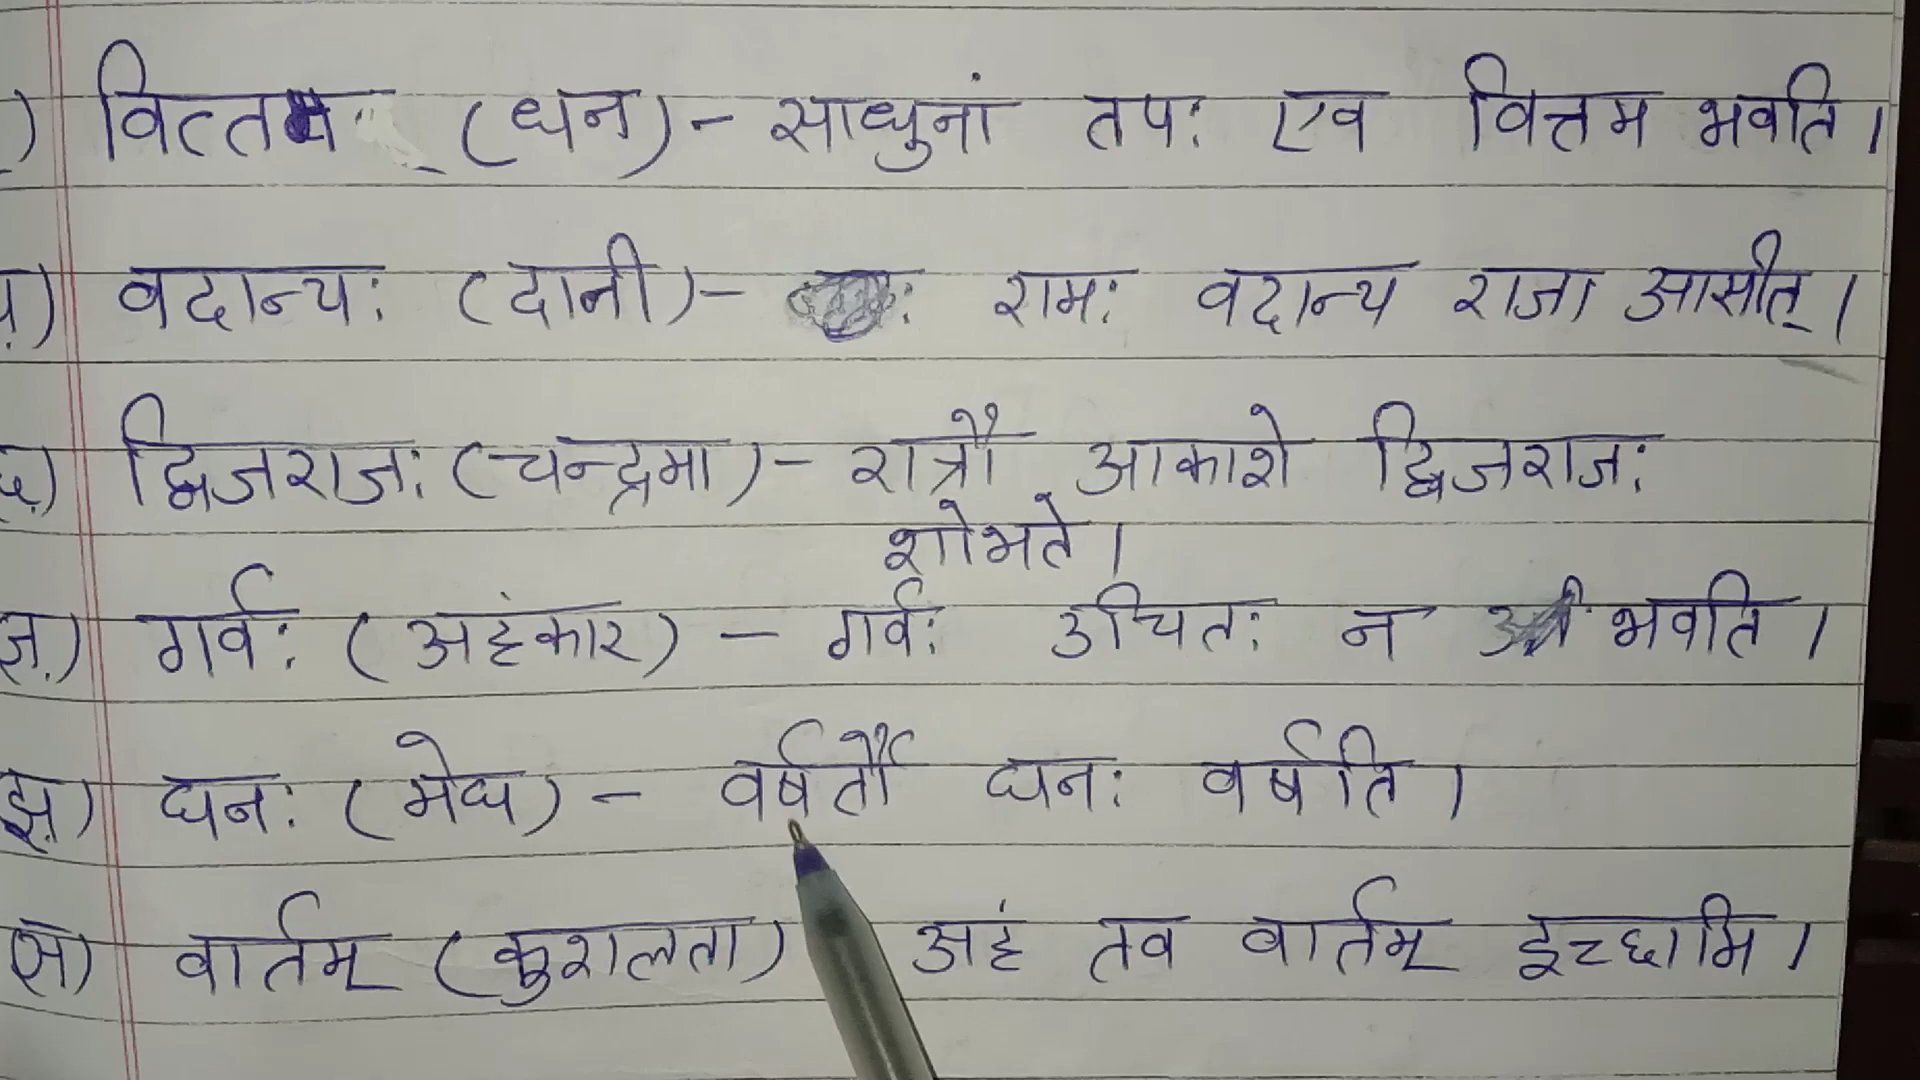 ) वित्तम (धन) - साधुनां तप: एव वित्तम भवति।
वदान्य: (दानी) - राम: वदान्य राजा आसीत्।
द्विजराज: (चन्द्रमा) - रात्रौ आकाशे द्विजराज:
शोभते।
ज) गर्व: (अहंकार) - गर्व: उचित: न भवति।
झ) घन: (मेघ) - वर्षर्तौ घन: वर्षति।
वार्तम् (कुशलता) अहं तव वार्तम् इच्छामि।